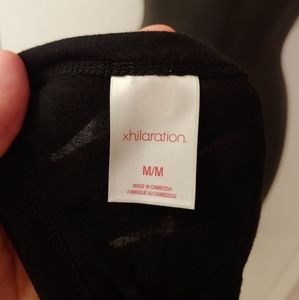 xhilaration.
M/M
MADE IN CAMBODIA
FABRIQUÉ AU CAMBODGE